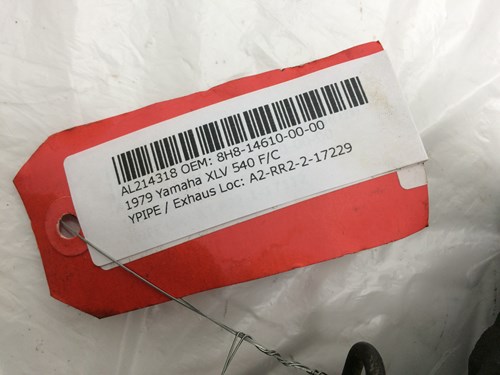 AL214318 OEM: 8H8-14610-00-00
1979 Yamaha XLV 540 F/C
YPIPE / Exhaus Loc: A2-RR2-2-17229